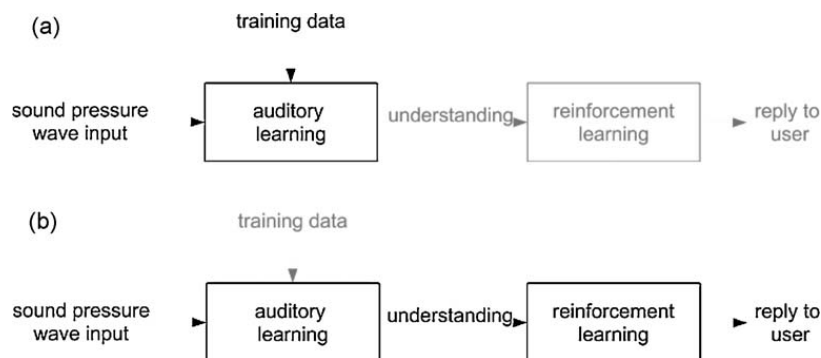 (a)
training data
sound pressure
wave input
auditory
learning
understanding
reinforcement
learning
reply to
user
(b)
training data
sound pressure
wave input
auditory
learning
understanding
reinforcement
learning
reply to
user